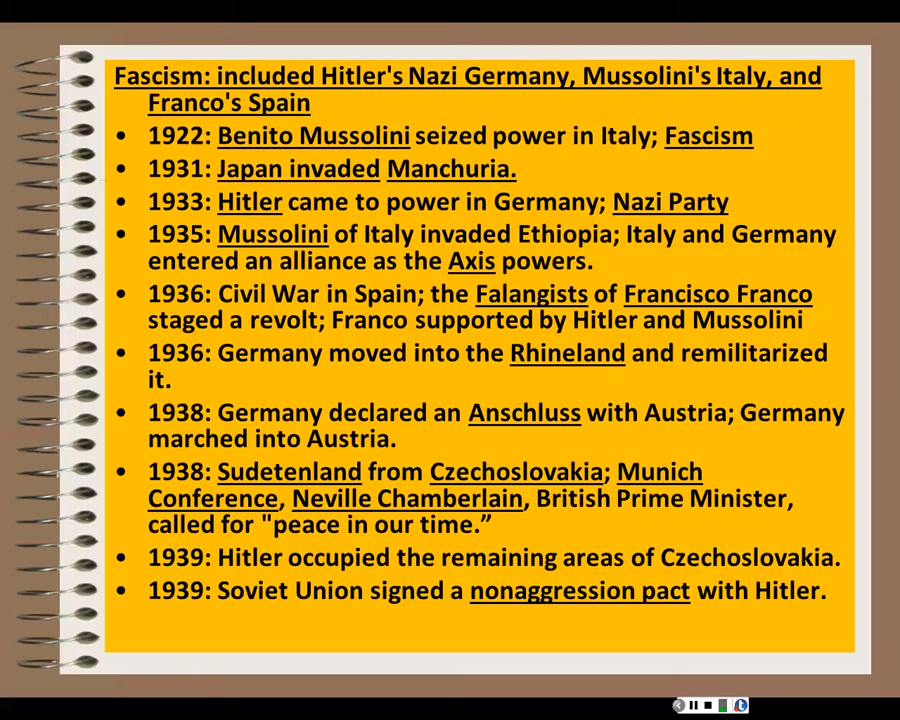 Fascism: included Hitler's Nazi Germany, Mussolini's Italy, and
Franco's Spain
• 1922: Benito Mussolini seized power in Italy; Fascism
• 1931: Japan invaded Manchuria.
• 1933: Hitler came to power in Germany; Nazi Party
• 1935: Mussolini of Italy invaded Ethiopia; Italy and Germany
entered an alliance as the Axis powers.
• 1936: Civil War in Spain; the Falangists of Francisco Franco
staged a revolt; Franco supported by Hitler and Mussolini
• 1936: Germany moved into the Rhineland and remilitarized
it.
• 1938: Germany declared an Anschluss with Austria; Germany
marched into Austria.
• 1938: Sudetenland from Czechoslovakia; Munich
Conference, Neville Chamberlain, British Prime Minister,
called for "peace in our time.”
• 1939: Hitler occupied the remaining areas of Czechoslovakia.
• 1939: Soviet Union signed a nonaggression pact with Hitler.